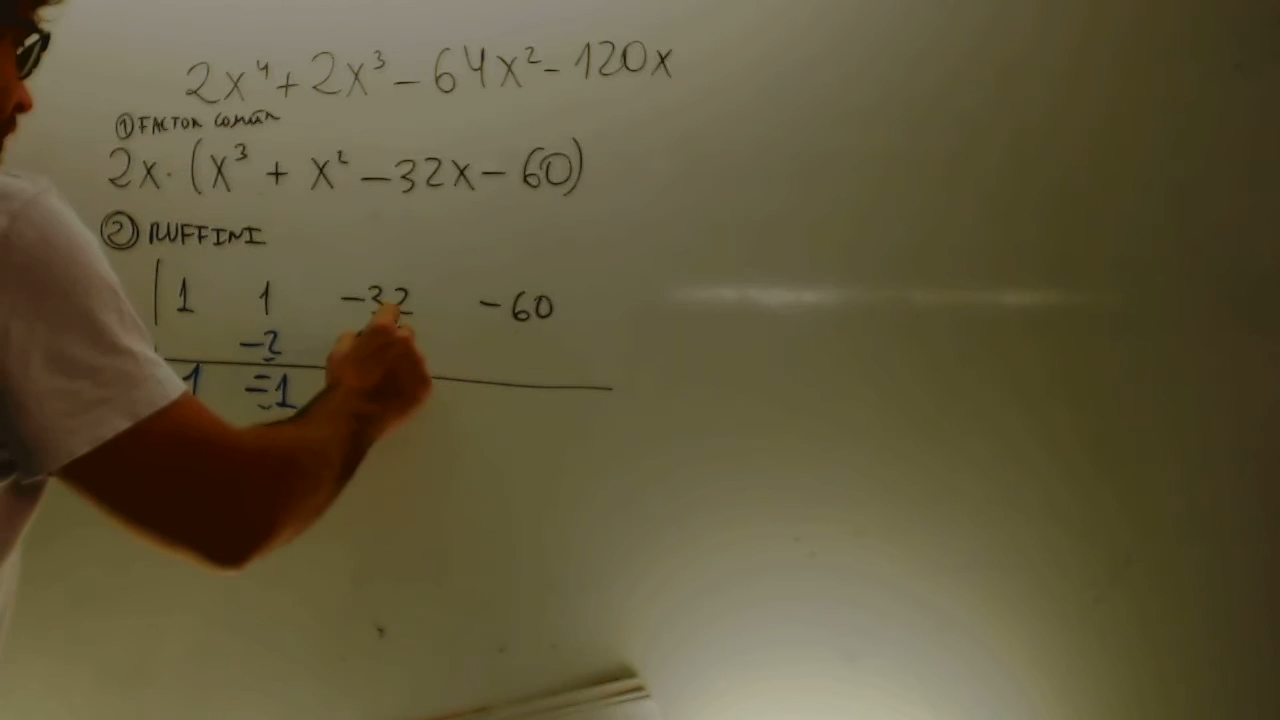 2x⁴ + 2x³ - 64x² - 120x
① FACTOR común
2x · (x³ + x² - 32x - 60)
② RUFFINI
1 1 -32 -60
-2
1 -1